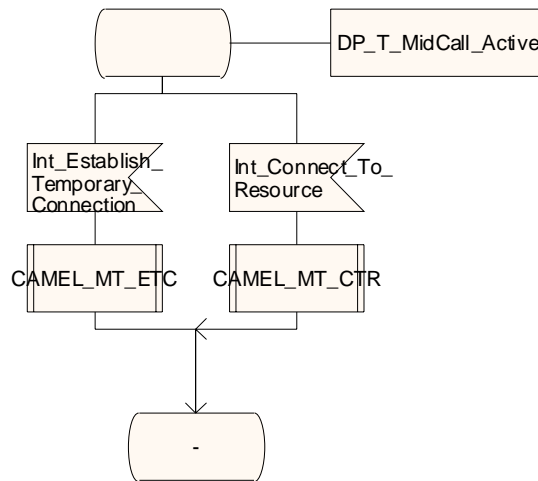 DP_T_MidCall_Active
Int_Establish_
Temporary_
Connection
Int_Connect_To_
Resource
CAMEL_MT_ETC
CAMEL_MT_CTR
-